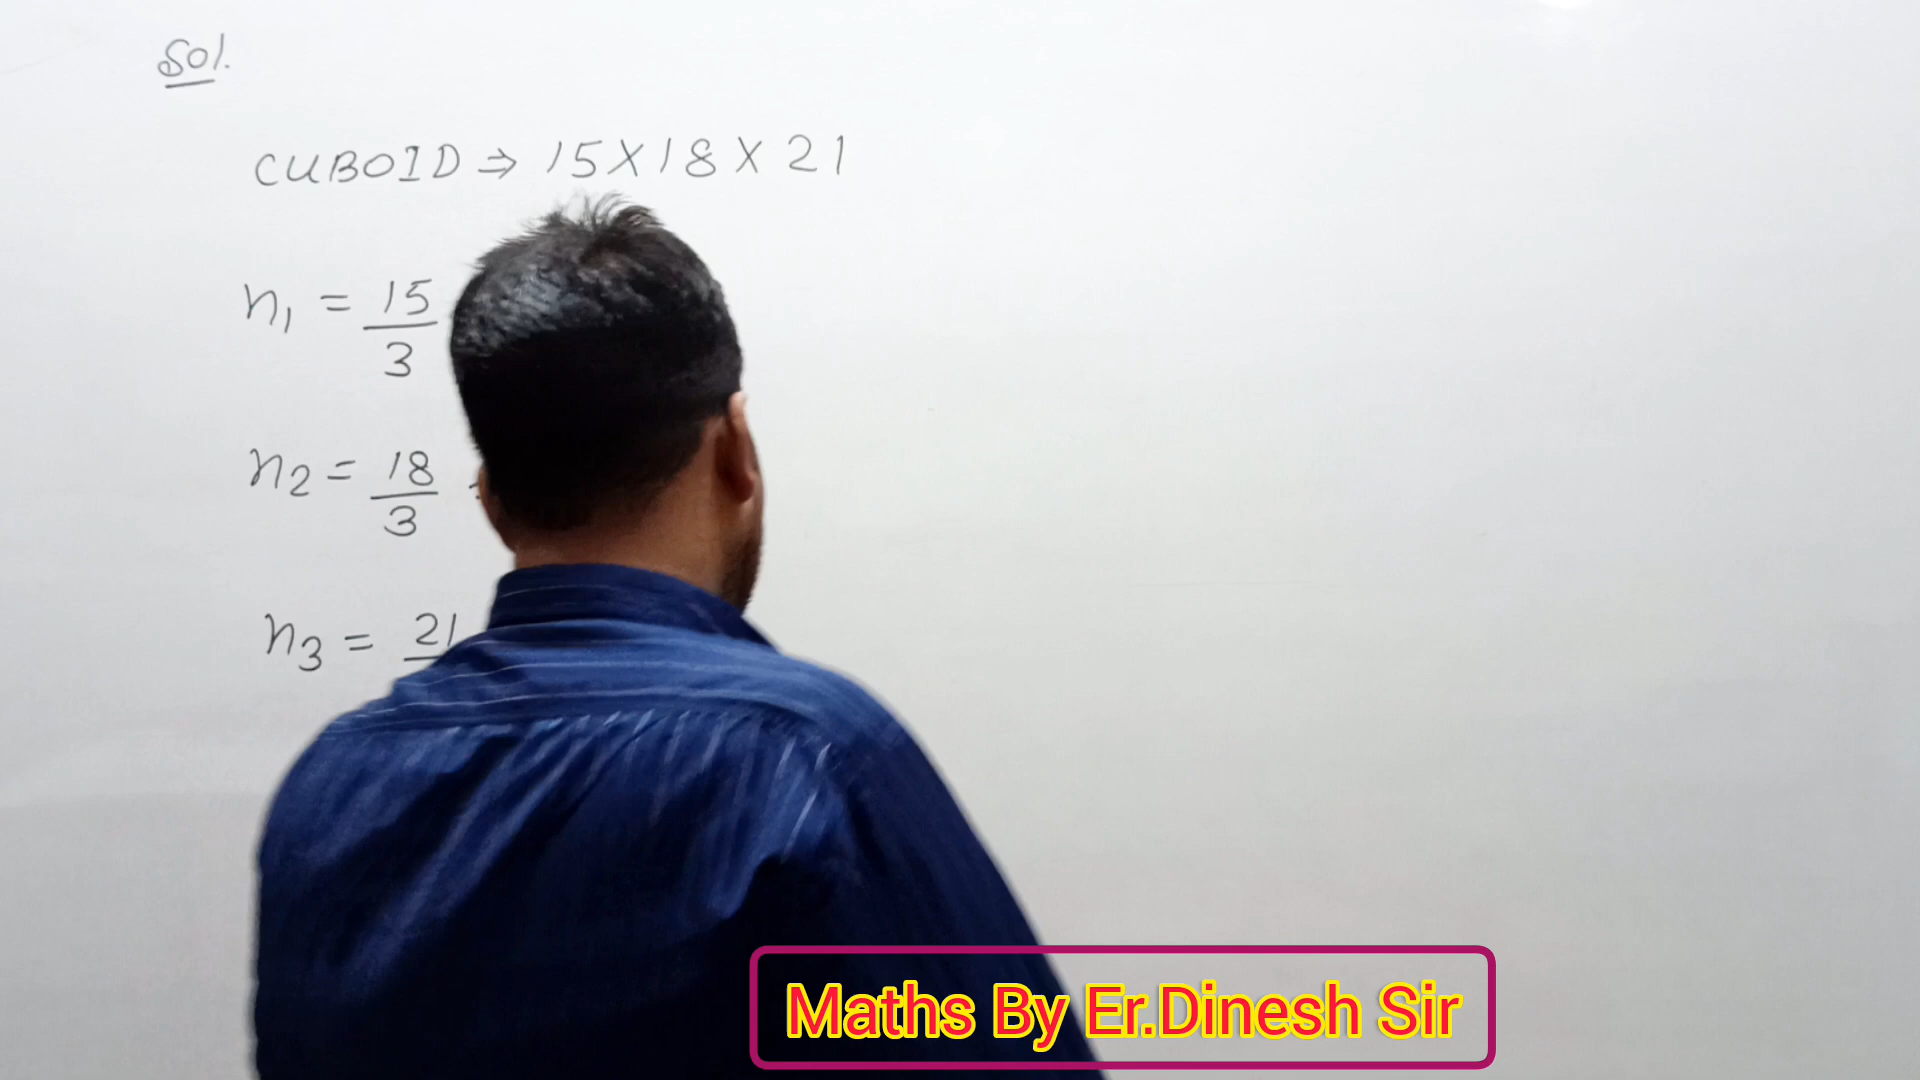 Sol.
CUBOID ⇒ 15 X 18 X 21
n1 = 15/3
n2 = 18/3
n3 = 21
Maths By Er.Dinesh Sir